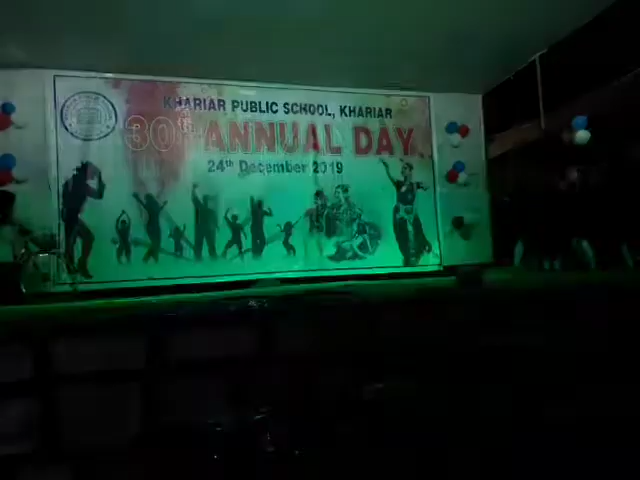 KHARIAR PUBLIC SCHOOL, KHARIAR
30th ANNUAL DAY
24th December 2019